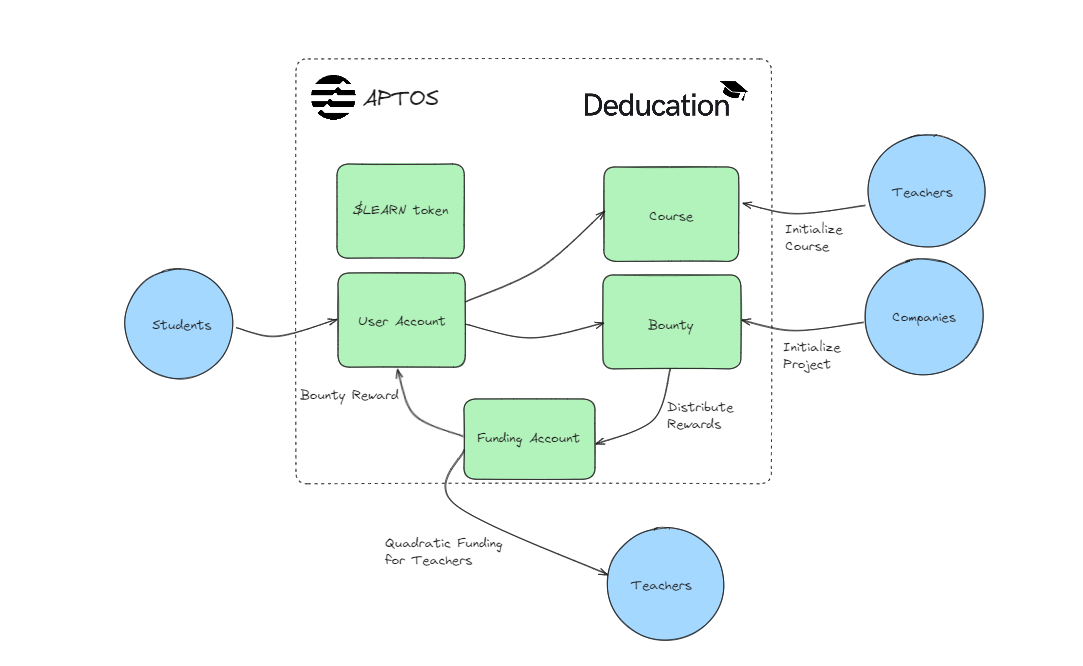 APTOS
Deducation
Teachers
$LEARN token
Course
Initialize
Course
Students
User Account
Bounty
Companies
Initialize
Project
Bounty Reward
Distribute
Rewards
Funding Account
Quadratic Funding
for Teachers
Teachers